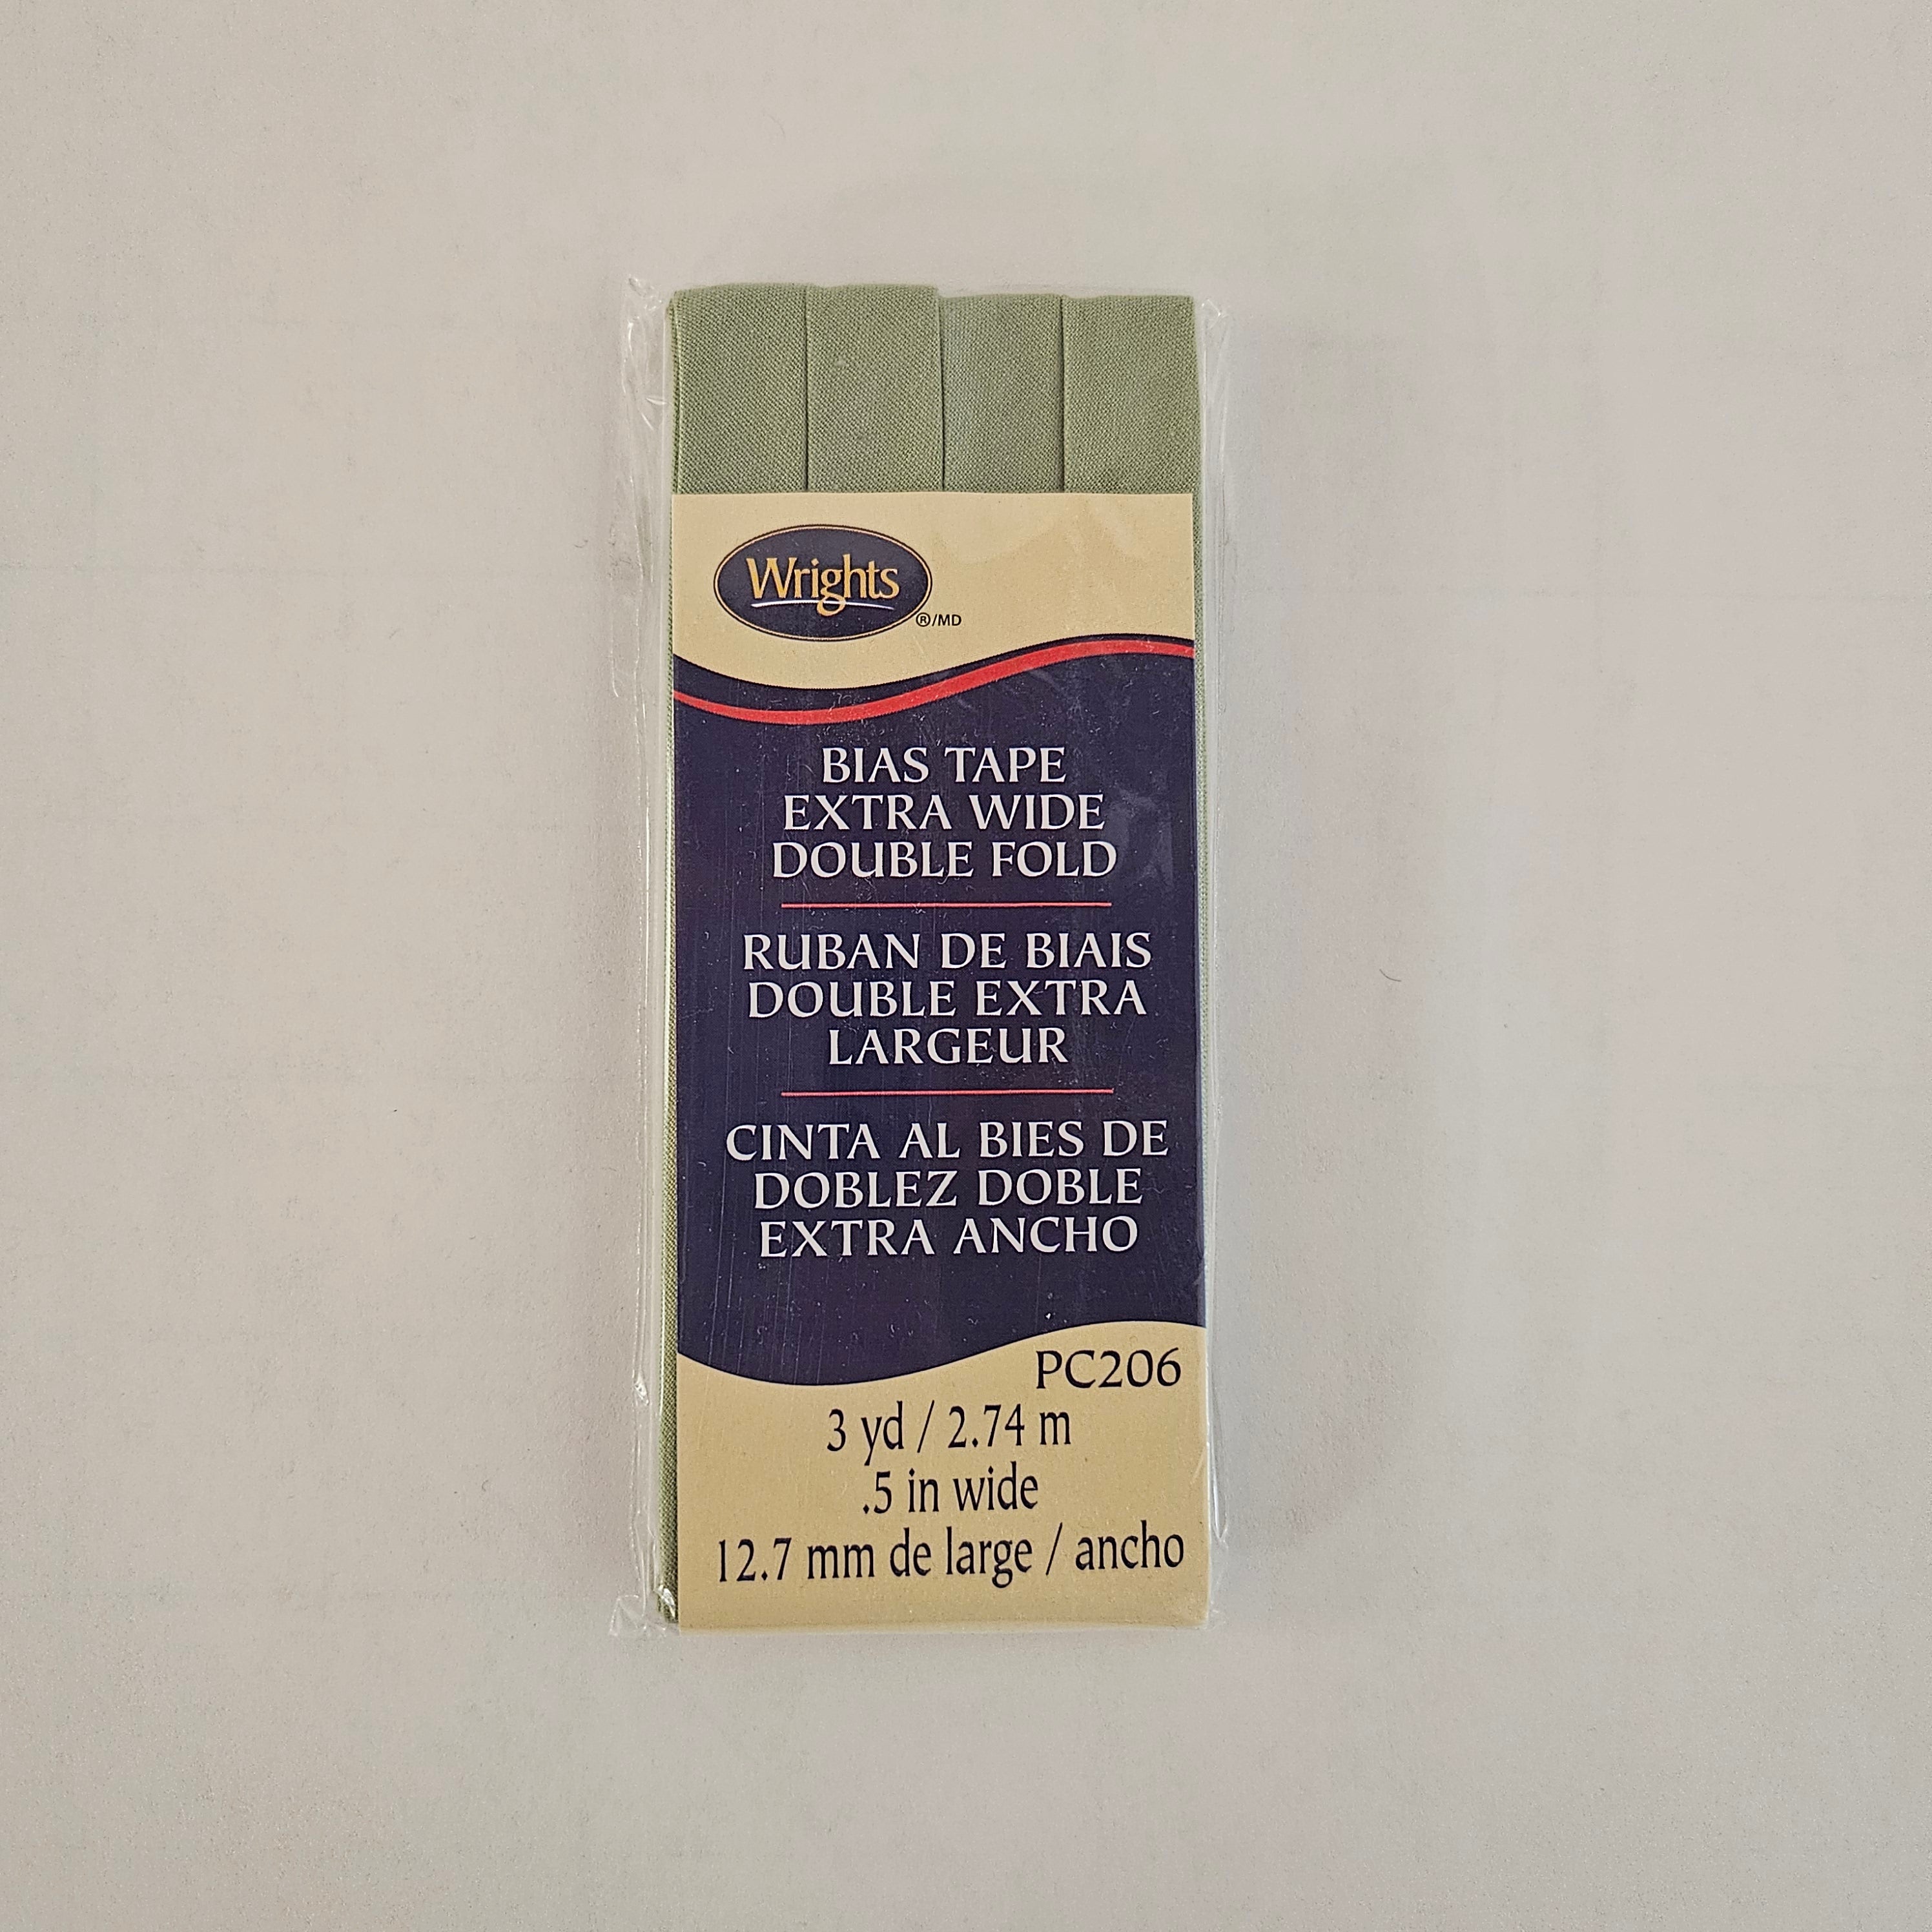 Wrights
®/MD
BIAS TAPE
EXTRA WIDE
DOUBLE FOLD
RUBAN DE BIAIS
DOUBLE EXTRA
LARGEUR
CINTA AL BIES DE
DOBLEZ DOBLE
EXTRA ANCHO
PC206
3 yd / 2.74 m
.5 in wide
12.7 mm de large / ancho